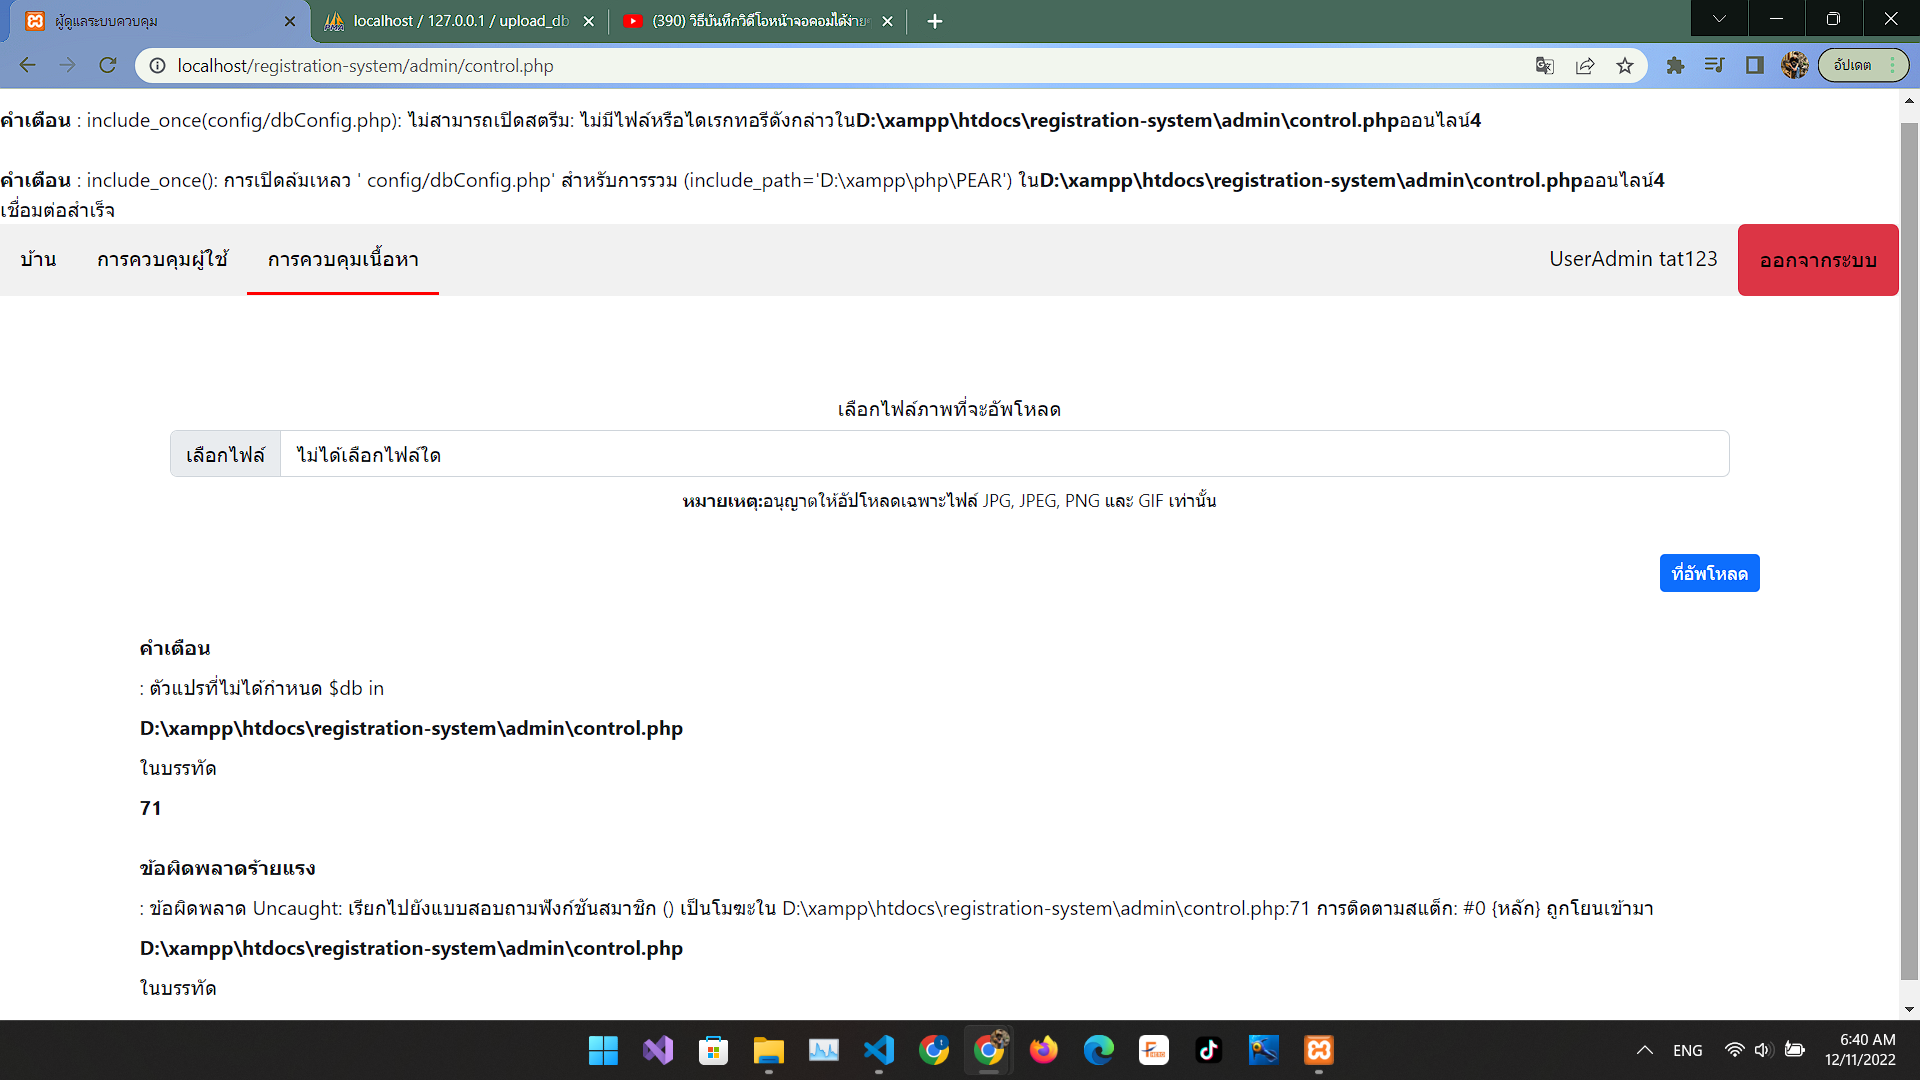 ผู้ดูแลระบบควบคุม
localhost / 127.0.0.1 / upload_db
(390) วิธีบันทึกวิดีโอหน้าจอคอมได้ง่ายๆ
localhost/registration-system/admin/control.php
อัปเดต
คำเตือน : include_once(config/dbConfig.php): ไม่สามารถเปิดสตรีม: ไม่มีไฟล์หรือไดเรกทอรีดังกล่าวในD:\xampp\htdocs\registration-system\admin\control.phpออนไลน์4
คำเตือน : include_once(): การเปิดล้มเหลว ' config/dbConfig.php' สำหรับการรวม (include_path='D:\xampp\php\PEAR') ในD:\xampp\htdocs\registration-system\admin\control.phpออนไลน์4
เชื่อมต่อสำเร็จ
บ้าน การควบคุมผู้ใช้ การควบคุมเนื้อหา UserAdmin tat123 ออกจากระบบ
เลือกไฟล์ภาพที่จะอัพโหลด
เลือกไฟล์ ไม่ได้เลือกไฟล์ใด
หมายเหตุ:อนุญาตให้อัปโหลดเฉพาะไฟล์ JPG, JPEG, PNG และ GIF เท่านั้น
ที่อัพโหลด
คำเตือน
: ตัวแปรที่ไม่ได้กำหนด $db in
D:\xampp\htdocs\registration-system\admin\control.php
ในบรรทัด
71
ข้อผิดพลาดร้ายแรง
: ข้อผิดพลาด Uncaught: เรียกไปยังแบบสอบถามฟังก์ชันสมาชิก () เป็นโมฆะใน D:\xampp\htdocs\registration-system\admin\control.php:71 การติดตามสแต็ก: #0 {หลัก} ถูกโยนเข้ามา
D:\xampp\htdocs\registration-system\admin\control.php
ในบรรทัด
ENG
6:40 AM
12/11/2022